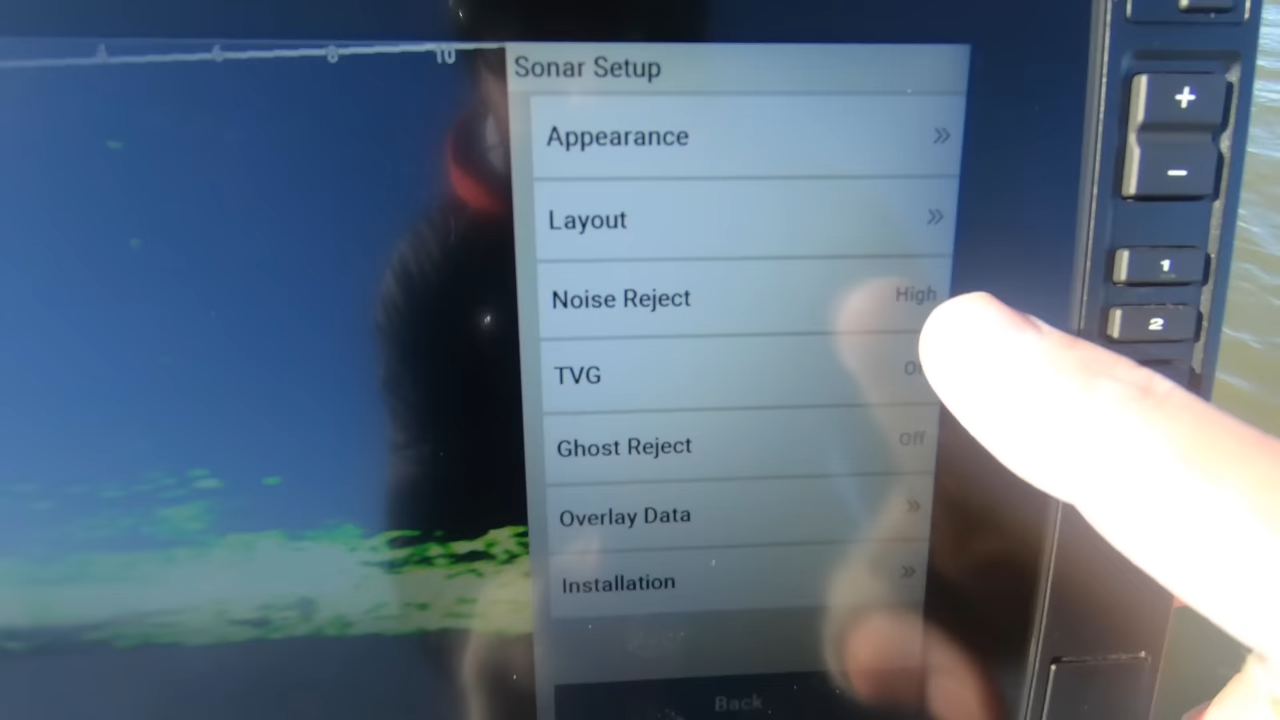 10
Sonar Setup
Appearance »
Layout »
Noise Reject High
TVG
Ghost Reject Off
Overlay Data »
Installation »
Back
+
-
1
2